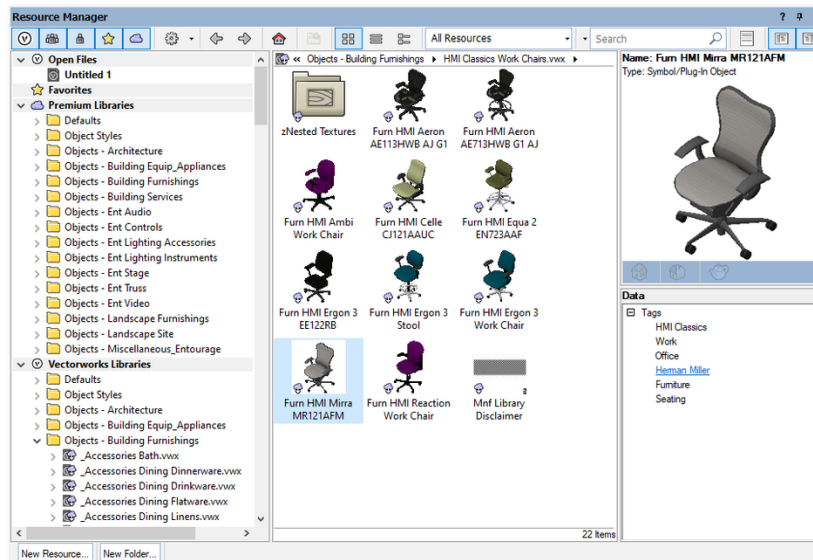 Resource Manager
All Resources
Search
Open Files
Untitled 1
Favorites
Premium Libraries
Defaults
Object Styles
Objects - Architecture
Objects - Building Equip_Appliances
Objects - Building Furnishings
Objects - Building Services
Objects - Ent Audio
Objects - Ent Controls
Objects - Ent Lighting Accessories
Objects - Ent Lighting Instruments
Objects - Ent Stage
Objects - Ent Truss
Objects - Ent Video
Objects - Landscape Furnishings
Objects - Landscape Site
Objects - Miscellaneous_Entourage
Vectorworks Libraries
Defaults
Object Styles
Objects - Architecture
Objects - Building Equip_Appliances
Objects - Building Furnishings
_Accessories Bath.vwx
_Accessories Dining Dinnerware.vwx
_Accessories Dining Drinkware.vwx
_Accessories Dining Flatware.vwx
_Accessories Dining Linens.vwx
New Resource... New Folder...
« Objects - Building Furnishings HMI Classics Work Chairs.vwx
zNested Textures
Furn HMI Aeron
AE113HWB AJ G1
Furn HMI Aeron
AE713HWB G1 AJ
Furn HMI Ambi
Work Chair
Furn HMI Celle
CJ121AAUC
Furn HMI Equa 2
EN723AAF
Furn HMI Ergon 3
EE122RB
Furn HMI Ergon 3
Stool
Furn HMI Ergon 3
Work Chair
Furn HMI Mirra
MR121AFM
Furn HMI Reaction
Work Chair
Mnf Library
Disclaimer
22 Items
Name: Furn HMI Mirra MR121AFM
Type: Symbol/Plug-In Object
Data
Tags
HMI Classics
Work
Office
Herman Miller
Furniture
Seating